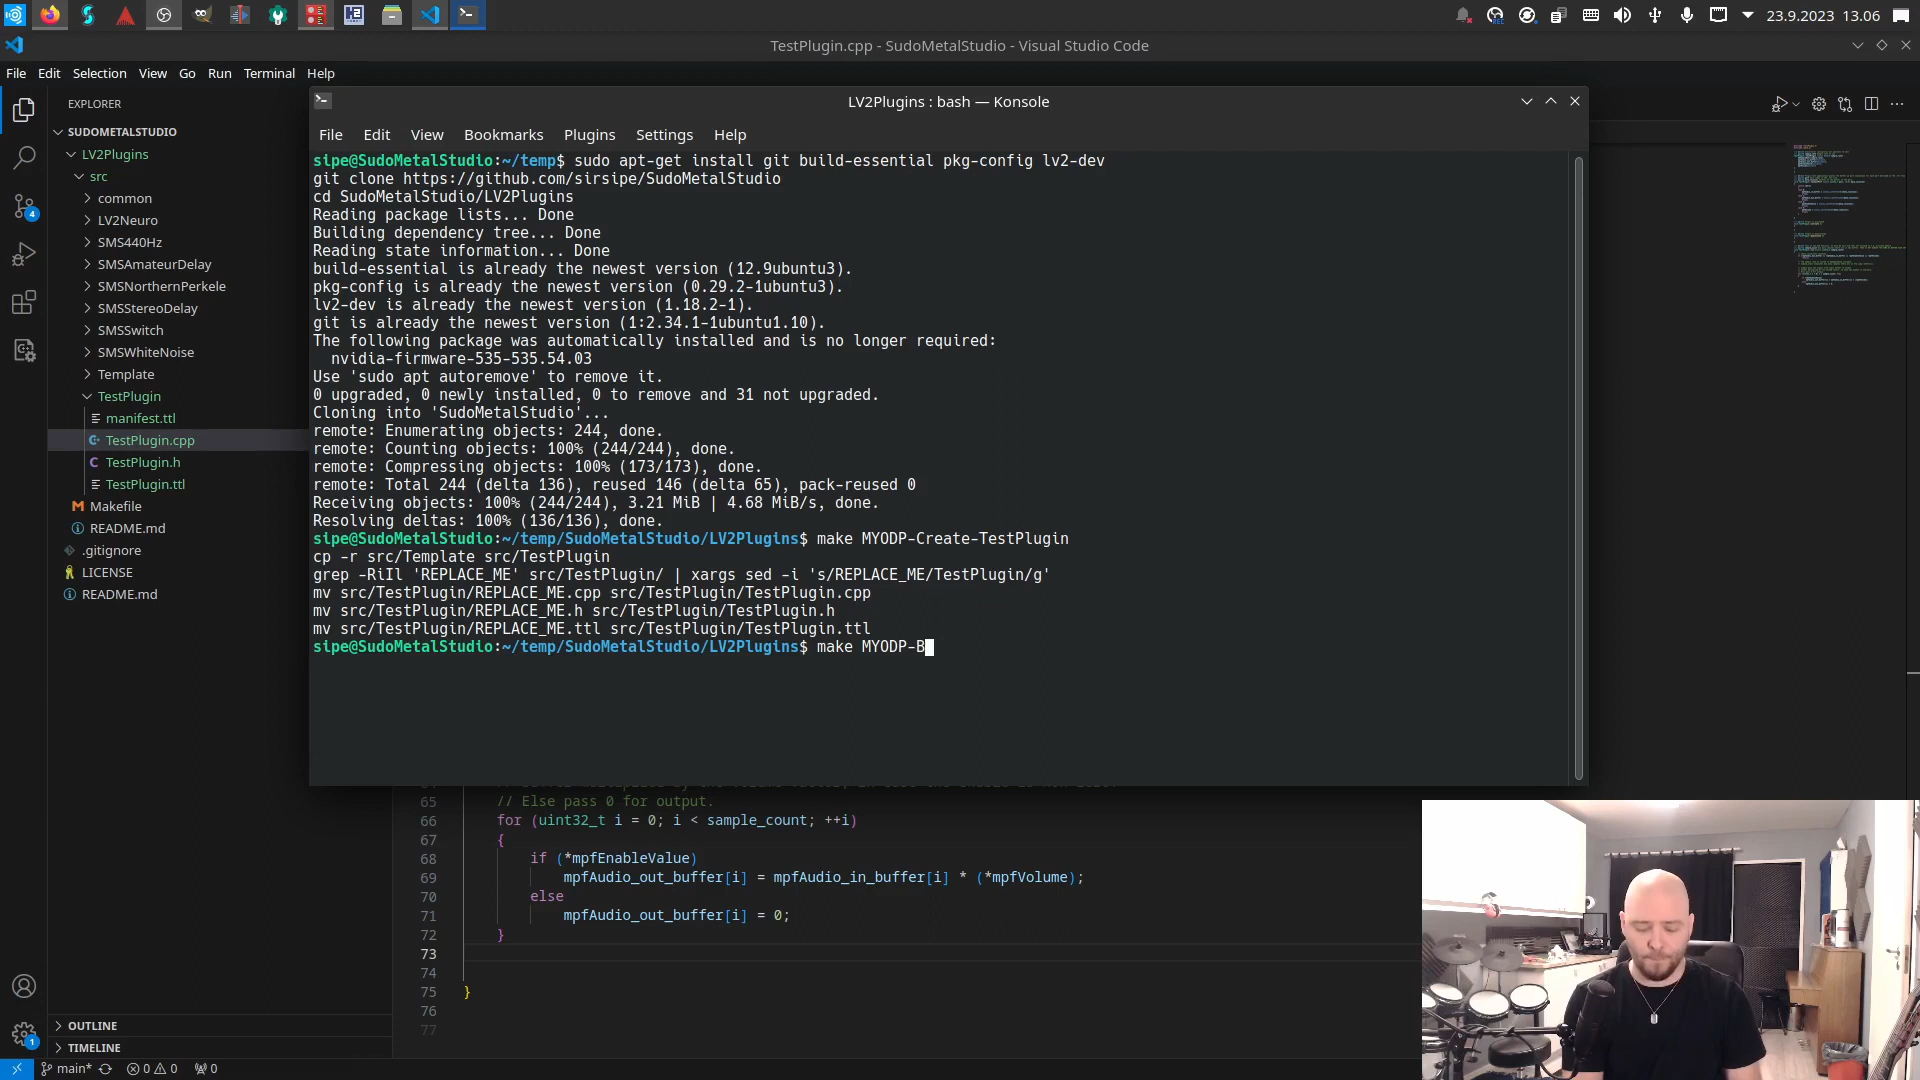 23.9.2023 13.06
TestPlugin.cpp - SudoMetalStudio - Visual Studio Code
File Edit Selection View Go Run Terminal Help
EXPLORER
SUDOMETALSTUDIO
LV2Plugins
src
common
LV2Neuro
SMS440Hz
SMSAmateurDelay
SMSNorthernPerkele
SMSStereoDelay
SMSSwitch
SMSWhiteNoise
Template
TestPlugin
manifest.ttl
TestPlugin.cpp
TestPlugin.h
TestPlugin.ttl
Makefile
README.md
.gitignore
LICENSE
README.md
OUTLINE
TIMELINE
main* 0 0 0
4
1
LV2Plugins : bash — Konsole
File Edit View Bookmarks Plugins Settings Help
sipe@SudoMetalStudio:~/temp$ sudo apt-get install git build-essential pkg-config lv2-dev
git clone https://github.com/sirsipe/SudoMetalStudio
cd SudoMetalStudio/LV2Plugins
Reading package lists... Done
Building dependency tree... Done
Reading state information... Done
build-essential is already the newest version (12.9ubuntu3).
pkg-config is already the newest version (0.29.2-1ubuntu3).
lv2-dev is already the newest version (1.18.2-1).
git is already the newest version (1:2.34.1-1ubuntu1.10).
The following package was automatically installed and is no longer required:
nvidia-firmware-535-535.54.03
Use 'sudo apt autoremove' to remove it.
0 upgraded, 0 newly installed, 0 to remove and 31 not upgraded.
Cloning into 'SudoMetalStudio'...
remote: Enumerating objects: 244, done.
remote: Counting objects: 100% (244/244), done.
remote: Compressing objects: 100% (173/173), done.
remote: Total 244 (delta 136), reused 146 (delta 65), pack-reused 0
Receiving objects: 100% (244/244), 3.21 MiB | 4.68 MiB/s, done.
Resolving deltas: 100% (136/136), done.
sipe@SudoMetalStudio:~/temp/SudoMetalStudio/LV2Plugins$ make MYODP-Create-TestPlugin
cp -r src/Template src/TestPlugin
grep -RiIl 'REPLACE_ME' src/TestPlugin/ | xargs sed -i 's/REPLACE_ME/TestPlugin/g'
mv src/TestPlugin/REPLACE_ME.cpp src/TestPlugin/TestPlugin.cpp
mv src/TestPlugin/REPLACE_ME.h src/TestPlugin/TestPlugin.h
mv src/TestPlugin/REPLACE_ME.ttl src/TestPlugin/TestPlugin.ttl
sipe@SudoMetalStudio:~/temp/SudoMetalStudio/LV2Plugins$ make MYODP-B
65 // Else pass 0 for output.
66 for (uint32_t i = 0; i < sample_count; ++i)
67 {
68 if (*mpfEnableValue)
69 mpfAudio_out_buffer[i] = mpfAudio_in_buffer[i] * (*mpfVolume);
70 else
71 mpfAudio_out_buffer[i] = 0;
72 }
73
74
75 }
76
77